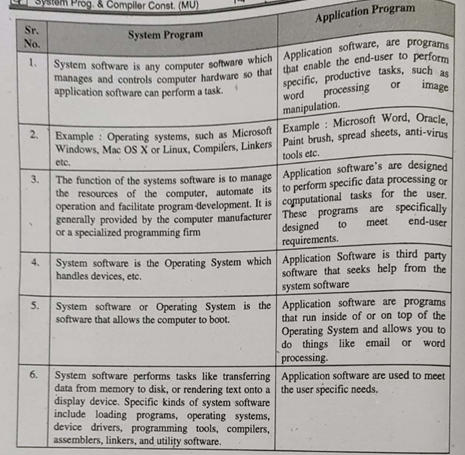 System Prog. & Compiler Const. (MU)
Sr. No.
System Program
Application Program
1.
System software is any computer software which
manages and controls computer hardware so that
application software can perform a task.
Application software, are programs
that enable the end-user to perform
specific, productive tasks, such as
word processing or image
manipulation.
2.
Example : Operating systems, such as Microsoft
Windows, Mac OS X or Linux, Compilers, Linkers
etc.
Example : Microsoft Word, Oracle,
Paint brush, spread sheets, anti-virus
tools etc.
3.
The function of the systems software is to manage
the resources of the computer, automate its
operation and facilitate program development. It is
generally provided by the computer manufacturer
or a specialized programming firm
Application software's are designed
to perform specific data processing or
computational tasks for the user.
These programs are specifically
designed to meet end-user
requirements.
4.
System software is the Operating System which
handles devices, etc.
Application Software is third party
software that seeks help from the
system software
5.
System software or Operating System is the
software that allows the computer to boot.
Application software are programs
that run inside of or on top of the
Operating System and allows you to
do things like email or word
processing.
6.
System software performs tasks like transferring
data from memory to disk, or rendering text onto a
display device. Specific kinds of system software
include loading programs, operating systems,
device drivers, programming tools, compilers,
assemblers, linkers, and utility software.
Application software are used to meet
the user specific needs.